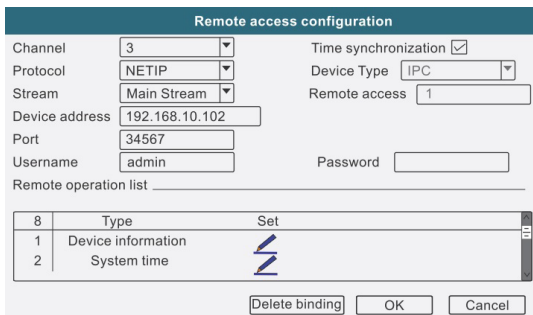 Remote access configuration
Channel 3 Time synchronization
Protocol NETIP Device Type IPC
Stream Main Stream Remote access 1
Device address 192.168.10.102
Port 34567
Username admin Password
Remote operation list
8 Type Set
1 Device information
2 System time
Delete binding OK Cancel